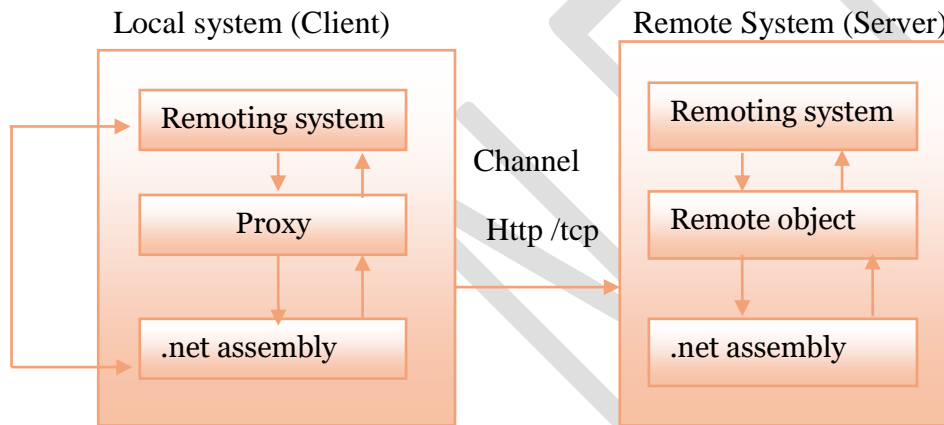 Local system (Client)
Remote System (Server)
Remoting system
Proxy
.net assembly
Channel
Http /tcp
Remoting system
Remote object
.net assembly